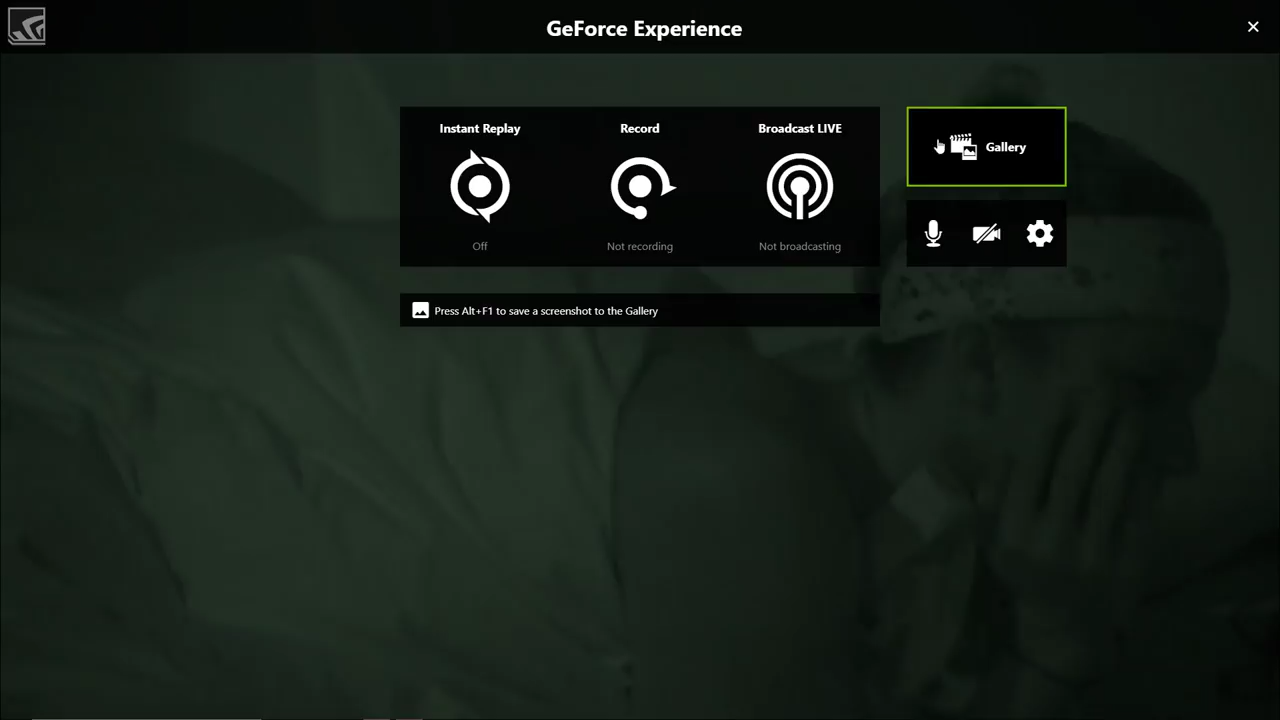 GeForce Experience
Instant Replay
Record
Broadcast LIVE
Gallery
Off
Not recording
Not broadcasting
Press Alt+F1 to save a screenshot to the Gallery